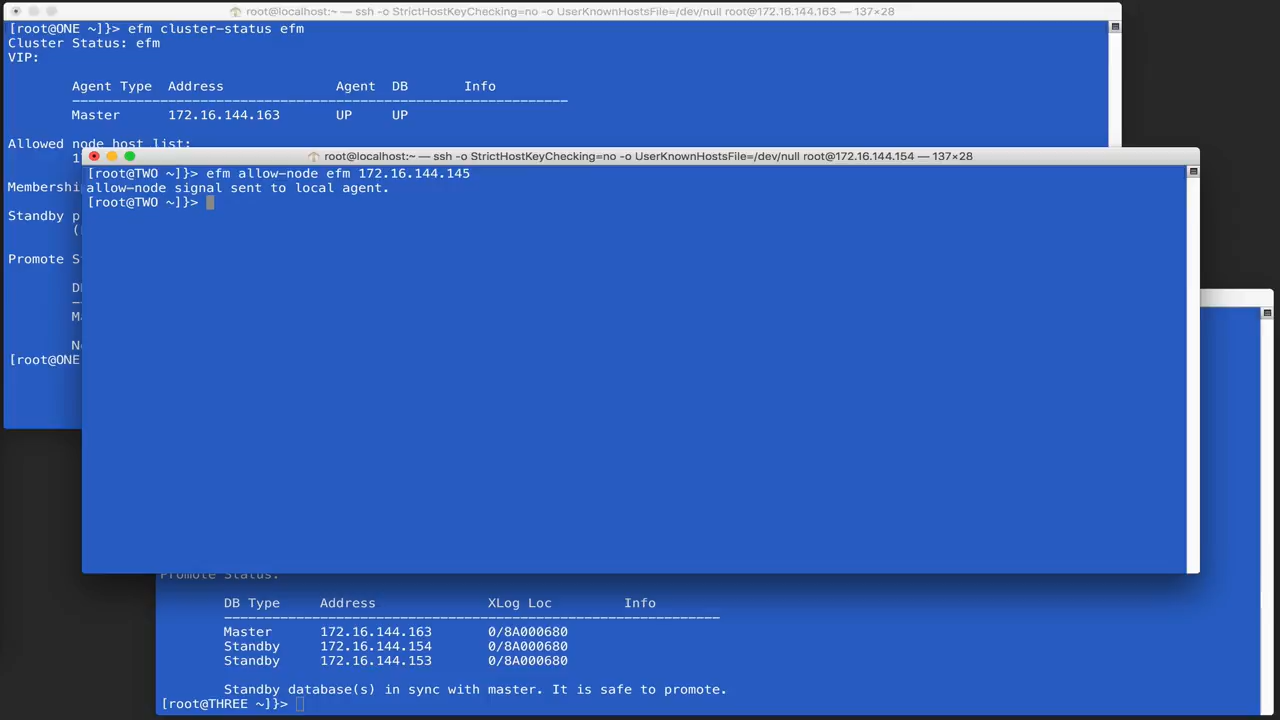 root@localhost:~ — ssh -o StrictHostKeyChecking=no -o UserKnownHostsFile=/dev/null root@172.16.144.163 — 137×28
[root@ONE ~]}> efm cluster-status efm
Cluster Status: efm
VIP:
Agent Type Address Agent DB Info
Master 172.16.144.163 UP UP
Allowed node host list:
1
Membershi
Standby p
(
Promote S
D
M
N
[root@ONE
root@localhost:~ — ssh -o StrictHostKeyChecking=no -o UserKnownHostsFile=/dev/null root@172.16.144.154 — 137×28
[root@TWO ~]}> efm allow-node efm 172.16.144.145
allow-node signal sent to local agent.
[root@TWO ~]}>
Promote Status:
DB Type Address XLog Loc Info
Master 172.16.144.163 0/8A000680
Standby 172.16.144.154 0/8A000680
Standby 172.16.144.153 0/8A000680
Standby database(s) in sync with master. It is safe to promote.
[root@THREE ~]}>